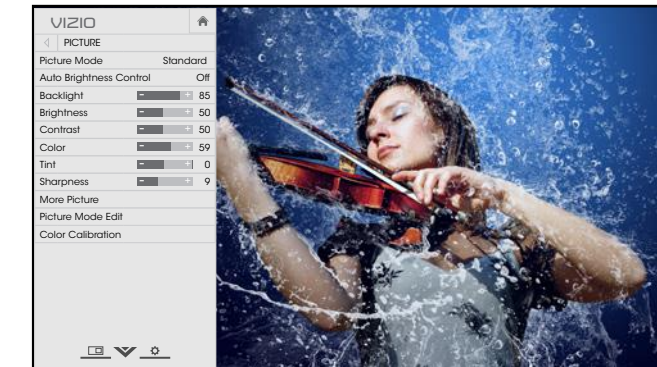 VIZIO
PICTURE
Picture Mode Standard
Auto Brightness Control Off
Backlight - + 85
Brightness - + 50
Contrast - + 50
Color - + 59
Tint - + 0
Sharpness - + 9
More Picture
Picture Mode Edit
Color Calibration